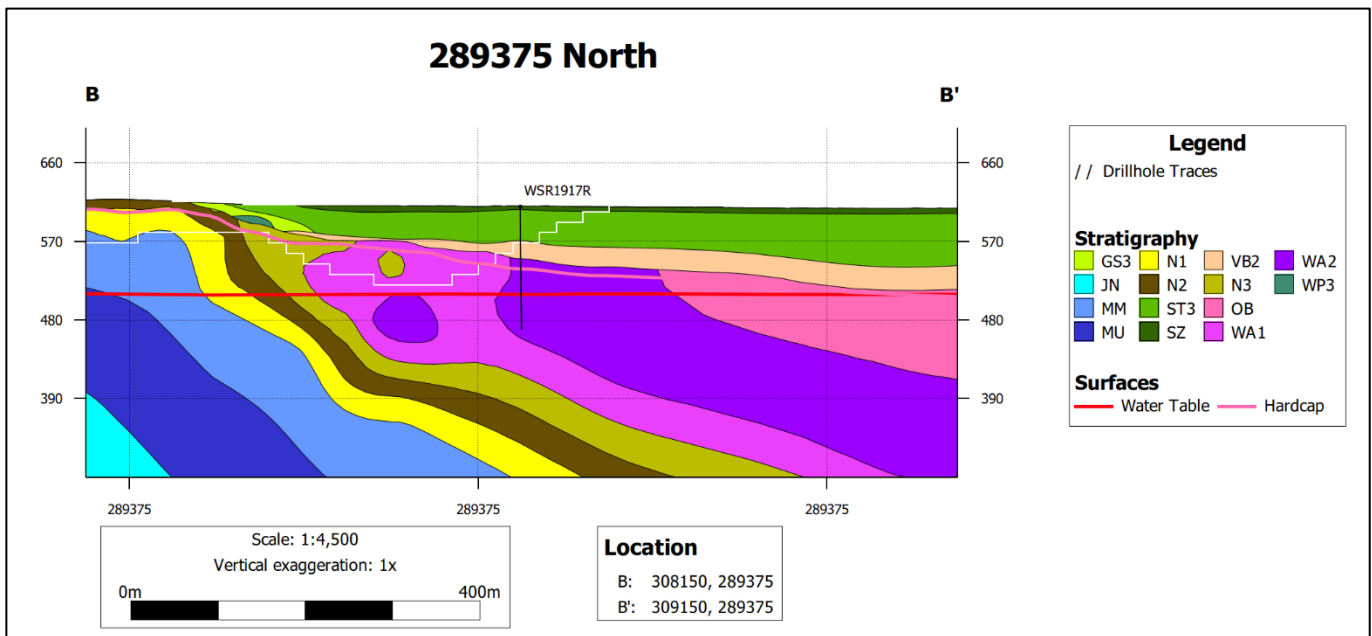 289375 North
B
B'
660
660
WSR1917R
570
570
480
480
390
390
289375
289375
289375
Legend
/ / Drillhole Traces
Stratigraphy
GS3 N1 VB2 WA2
JN N2 N3 WP3
MM ST3 OB
MU SZ WA1
Surfaces
Water Table Hardcap
Scale: 1:4,500
Vertical exaggeration: 1x
0m 400m
Location
B: 308150, 289375
B': 309150, 289375